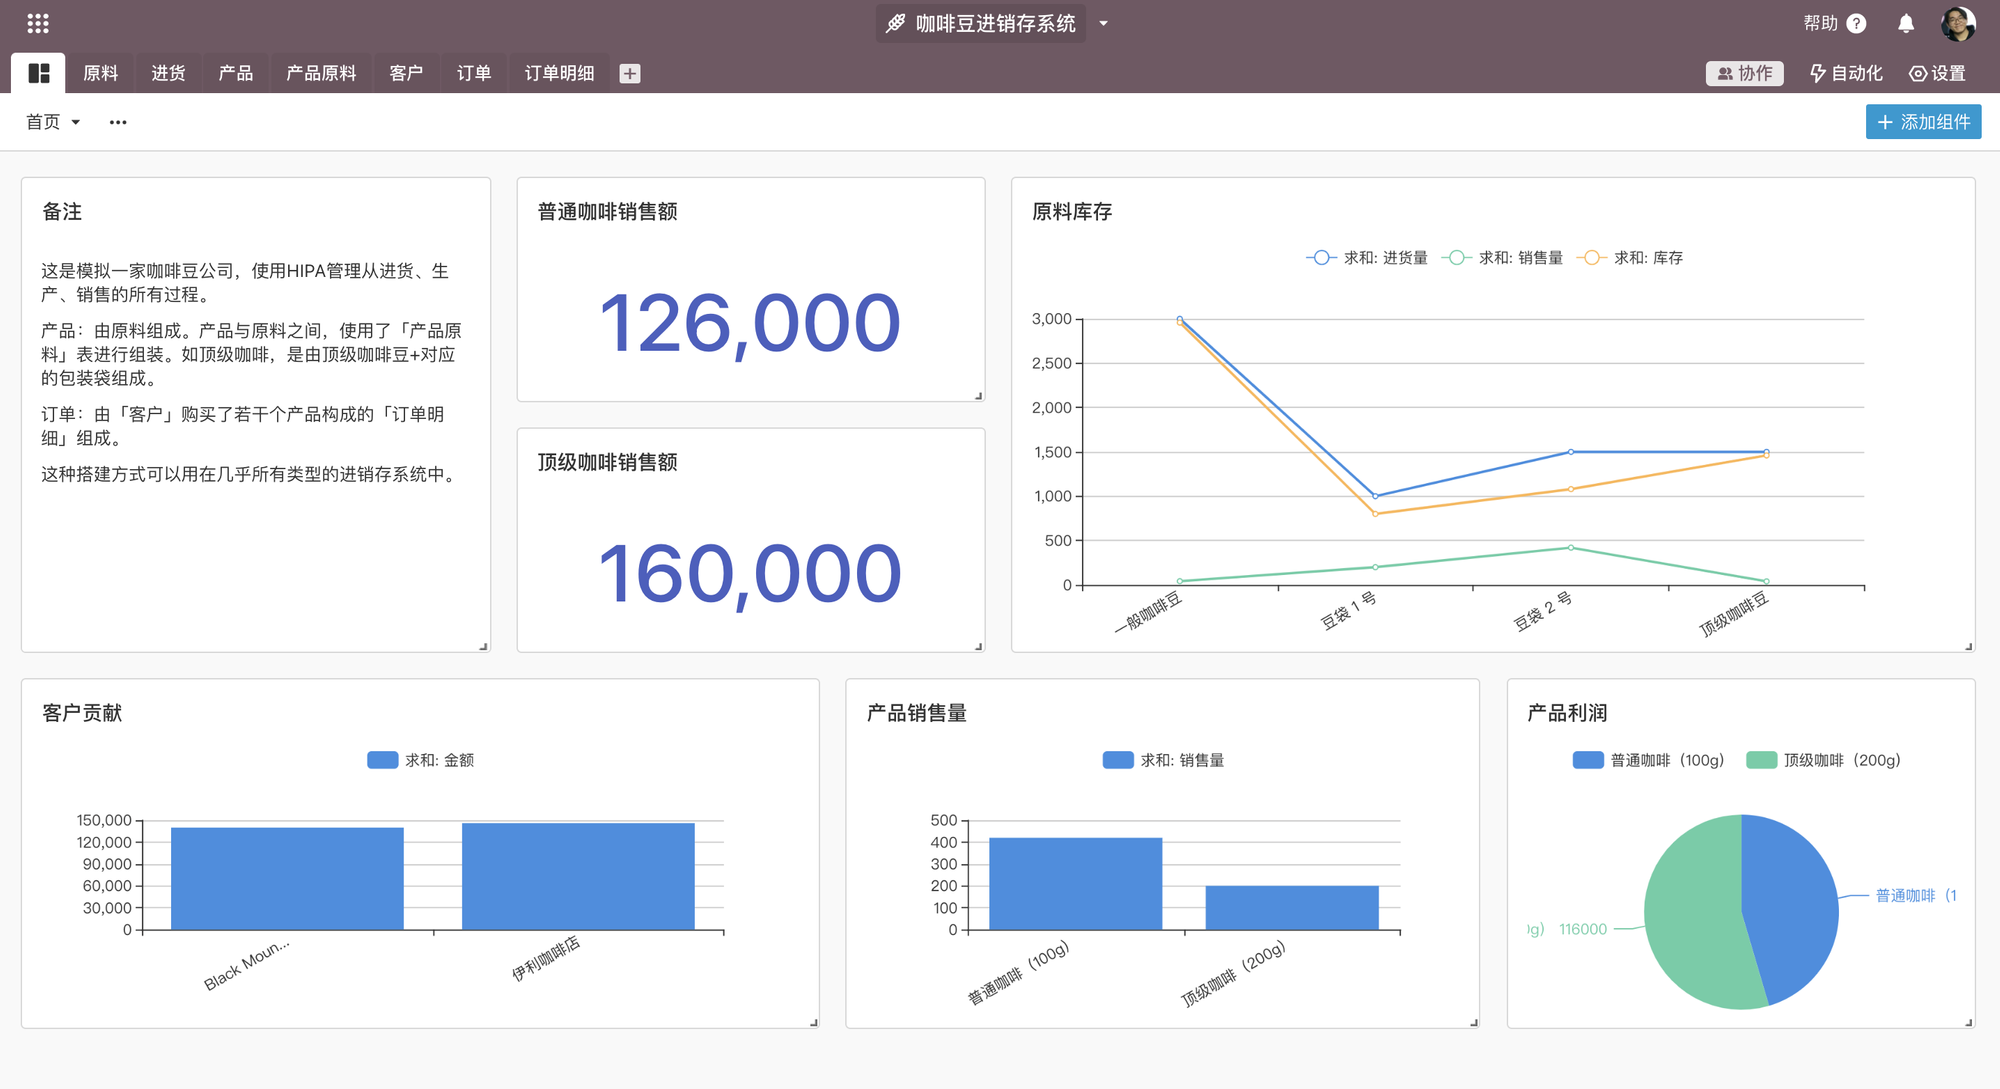 咖啡豆进销存系统
帮助
原料
进货
产品
产品原料
客户
订单
订单明细
协作
自动化
设置
首页
添加组件
备注
这是模拟一家咖啡豆公司，使用HIPA管理从进货、生
产、销售的所有过程。
产品：由原料组成。产品与原料之间，使用了「产品原
料」表进行组装。如顶级咖啡，是由顶级咖啡豆+对应
的包装袋组成。
订单：由「客户」购买了若干个产品构成的「订单明
细」组成。
这种搭建方式可以用在几乎所有类型的进销存系统中。
普通咖啡销售额
126,000
顶级咖啡销售额
160,000
原料库存
求和: 进货量
求和: 销售量
求和: 库存
3,000
2,500
2,000
1,500
1,000
500
0
一般咖啡豆
豆袋 1 号
豆袋 2 号
顶级咖啡豆
客户贡献
求和: 金额
150,000
120,000
90,000
60,000
30,000
0
Black Moun...
伊利咖啡店
产品销售量
求和: 销售量
500
400
300
200
100
0
普通咖啡（100g）
顶级咖啡（200g）
产品利润
普通咖啡（100g）
顶级咖啡（200g）
普通咖啡（1
g） 116000